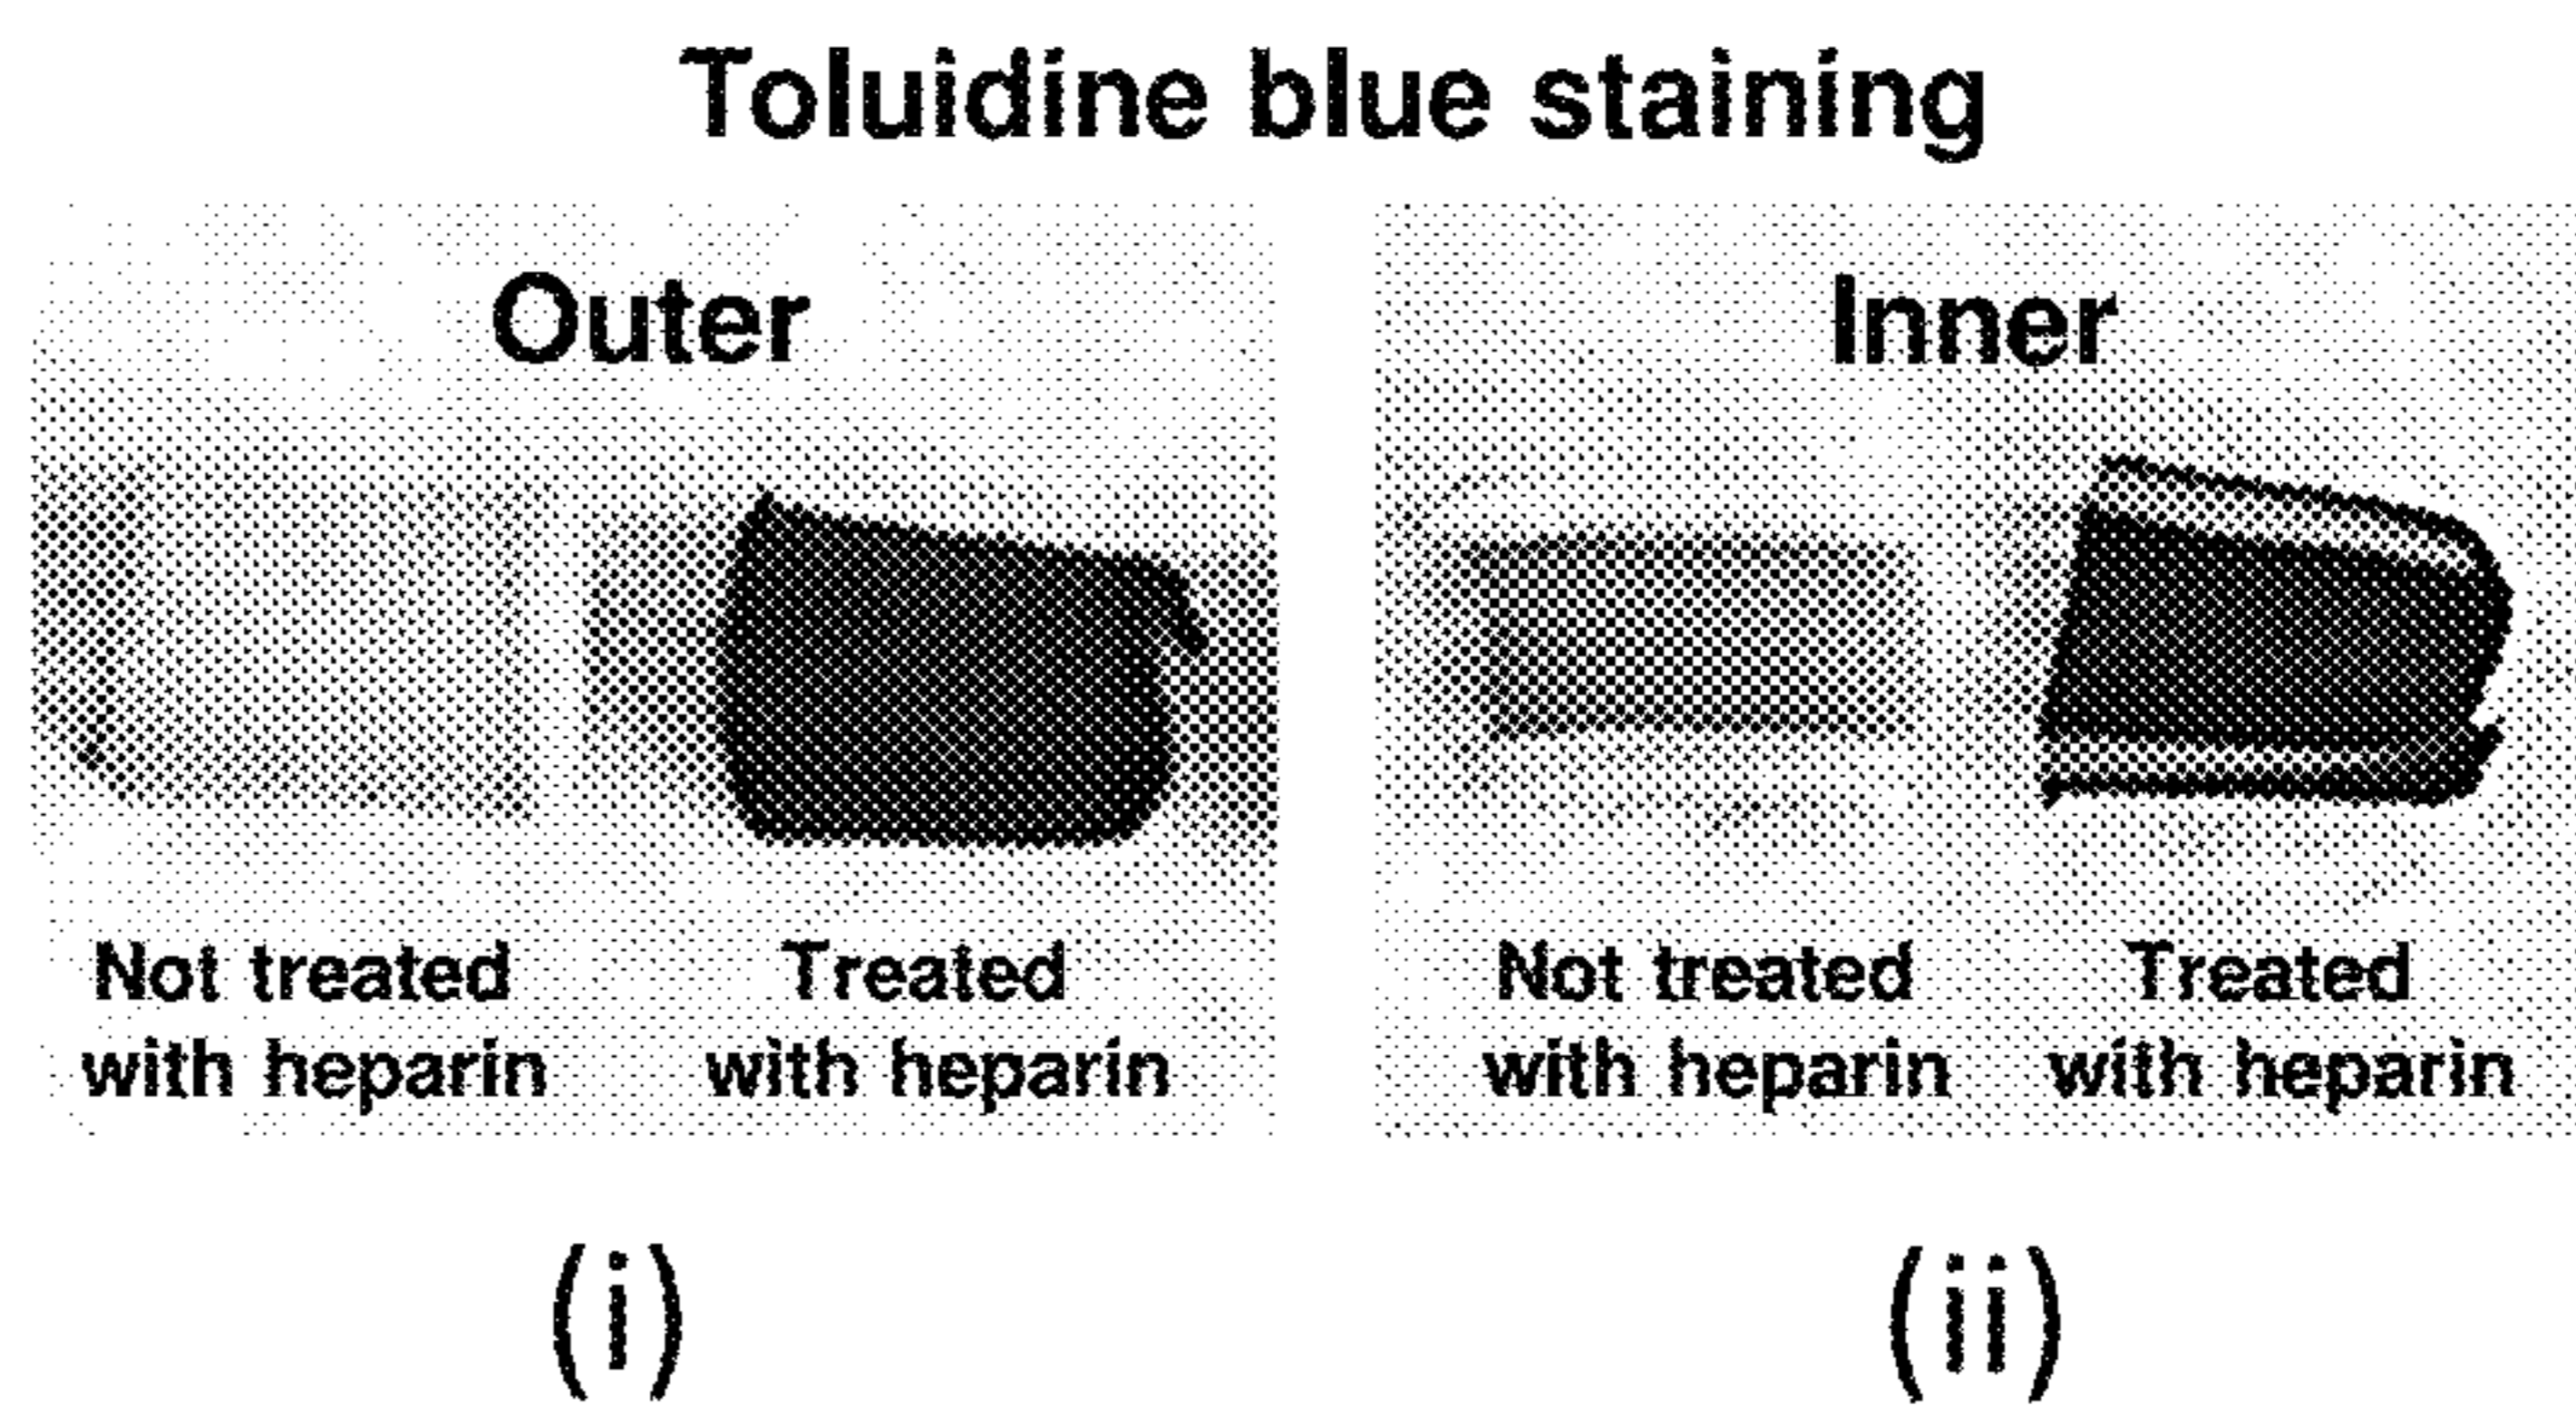 Toluidine blue staining
Outer
Inner
Not treated
with heparin
Treated
with heparin
Not treated
with heparin
Treated
with heparin
(i)
(ii)